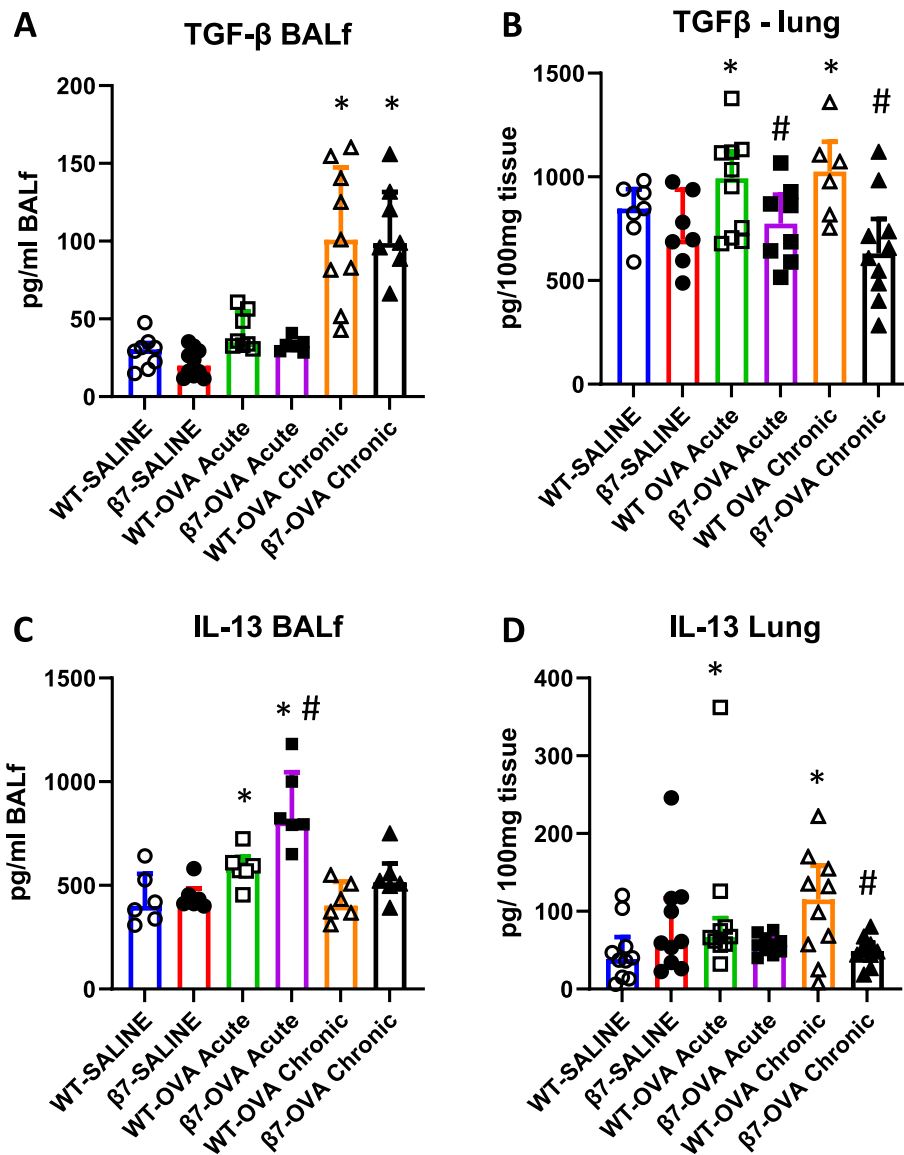 A
TGF-β BALf
pg/ml BALf
200
150
100
50
0
* *
WT-SALINE
β7-SALINE
WT-OVA Acute
β7-OVA Acute
WT-OVA Chronic
β7-OVA Chronic
B
TGFβ - lung
pg/100mg tissue
1500
1000
500
0
* # * #
WT-SALINE
β7-SALINE
WT OVA Acute
β7-OVA Acute
WT OVA Chronic
β7-OVA Chronic
C
IL-13 BALf
pg/ml BALf
1500
1000
500
0
* * #
WT-SALINE
β7-SALINE
WT-OVA Acute
β7-OVA Acute
WT-OVA Chronic
β7-OVA Chronic
D
IL-13 Lung
pg/ 100mg tissue
400
300
200
100
0
* * #
WT-SALINE
β7-SALINE
WT-OVA Acute
β7-OVA Acute
WT-OVA Chronic
β7-OVA Chronic